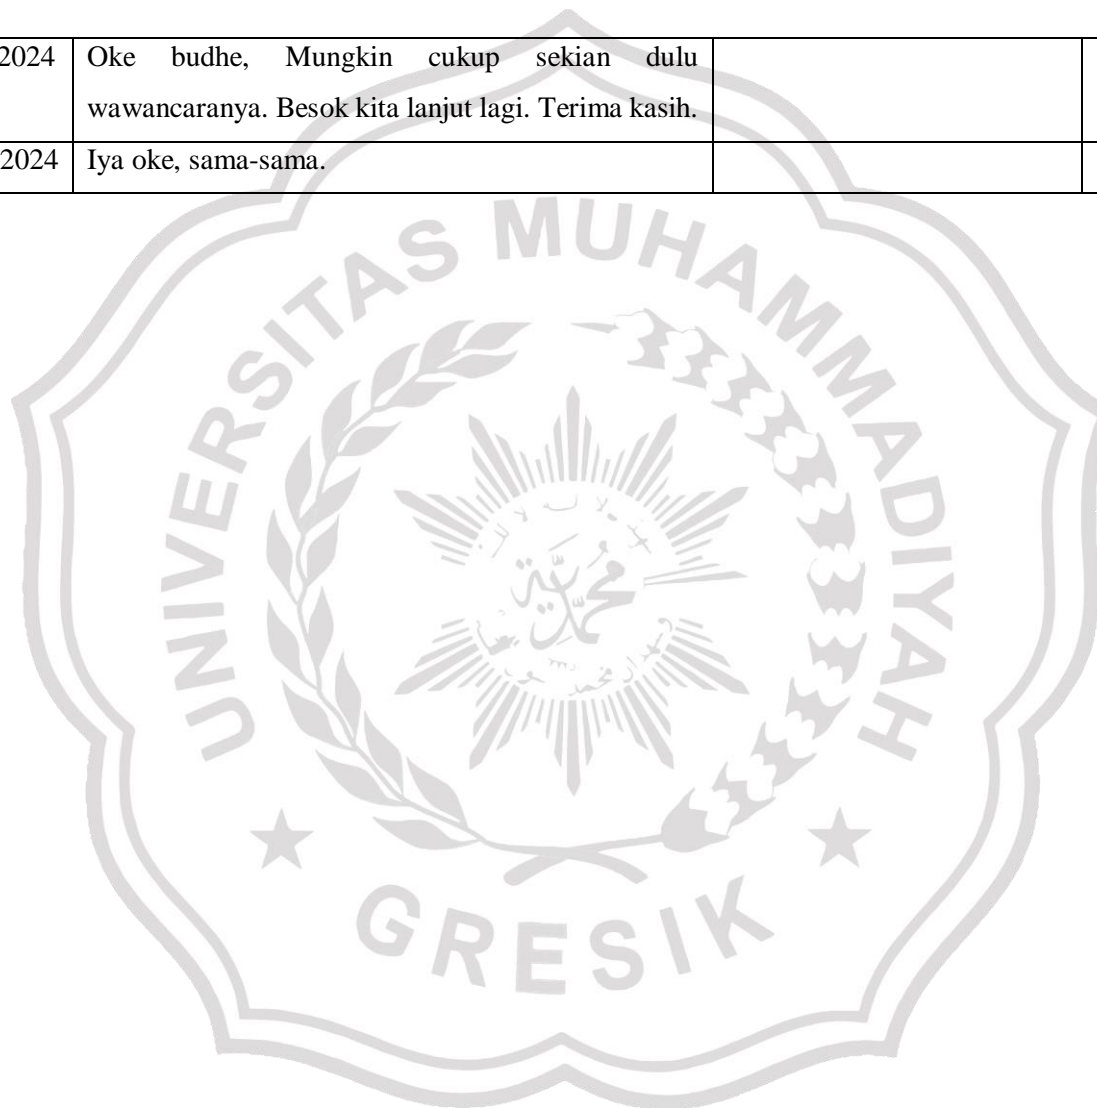 2024 Oke budhe, Mungkin cukup sekian dulu
wawancaranya. Besok kita lanjut lagi. Terima kasih.
2024 Iya oke, sama-sama.
UNIVERSITAS MUHAMMADIYAH
محمد
GRESIK